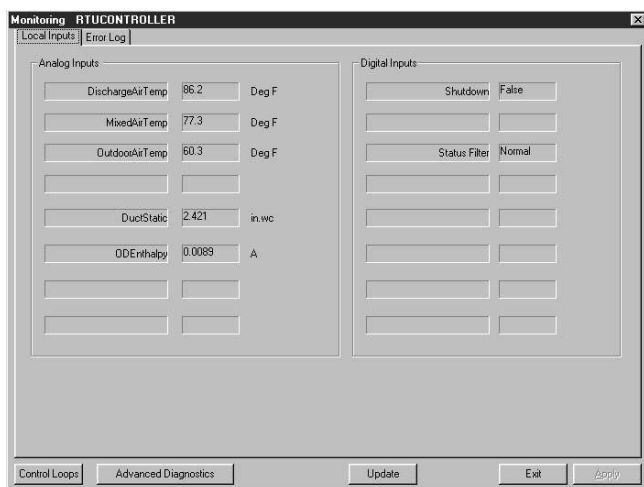 Monitoring RTUCONTROLLER
Local Inputs Error Log
Analog Inputs
DischargeAirTemp 86.2 Deg F
MixedAirTemp 77.3 Deg F
OutdoorAirTemp 60.3 Deg F
DuctStatic 2.421 in.wc
ODEnthalpy 0.0089 A
Digital Inputs
Shutdown False
Status Filter Normal
Control Loops Advanced Diagnostics Update Exit Apply